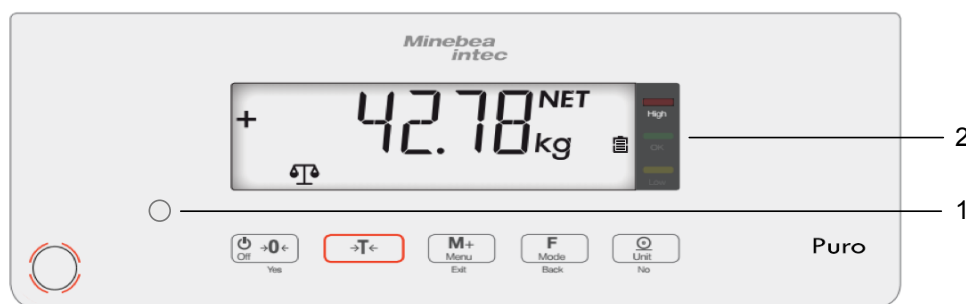 Minebea
intec
+ 42.78 NET
kg
High
OK
Low
2
1
Off →0← →T← M+ Menu F Mode Unit
Yes Exit Back No
Puro